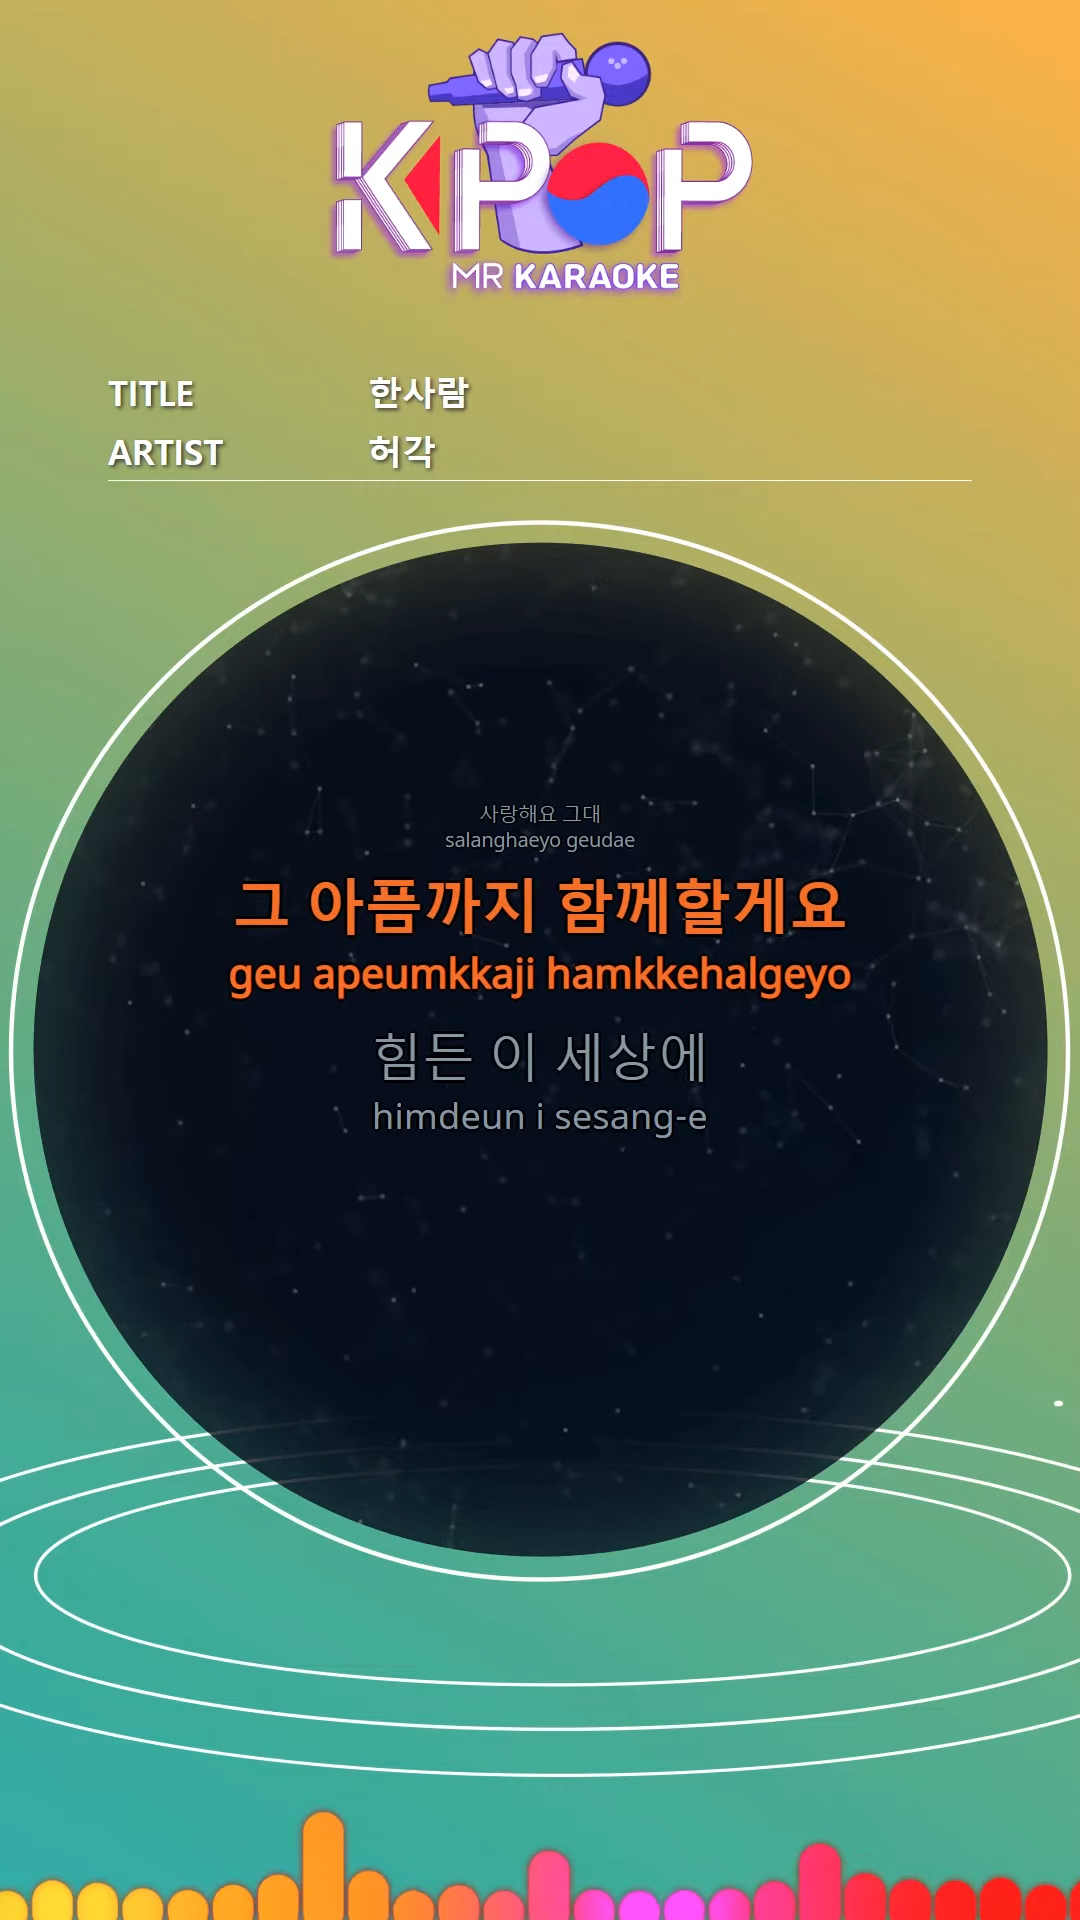 KPOP
MR KARAOKE
TITLE 한사람
ARTIST 허각
사랑해요 그대
salanghaeyo geudae
그 아픔까지 함께할게요
geu apeumkkaji hamkkehalgeyo
힘든 이 세상에
himdeun i sesang-e